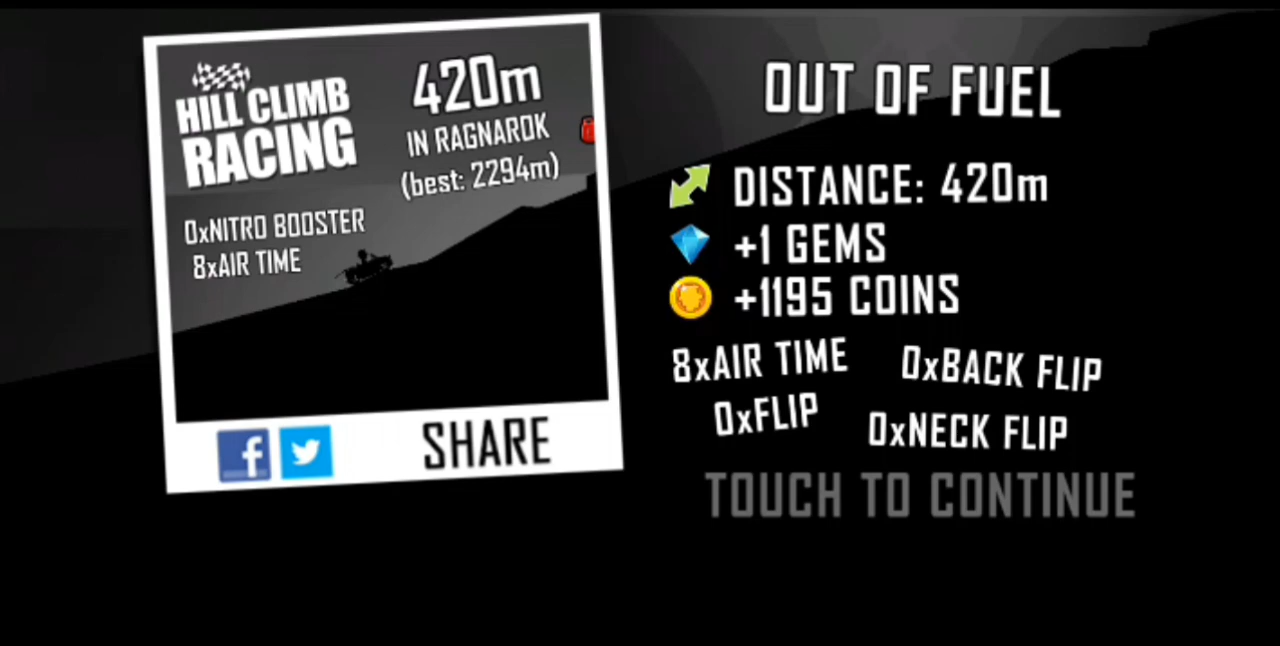 HILL CLIMB
RACING
420m
IN RAGNAROK
(best: 2294m)
0xNITRO BOOSTER
8xAIR TIME
SHARE
OUT OF FUEL
DISTANCE: 420m
+1 GEMS
+1195 COINS
8xAIR TIME
0xBACK FLIP
0xFLIP
0xNECK FLIP
TOUCH TO CONTINUE